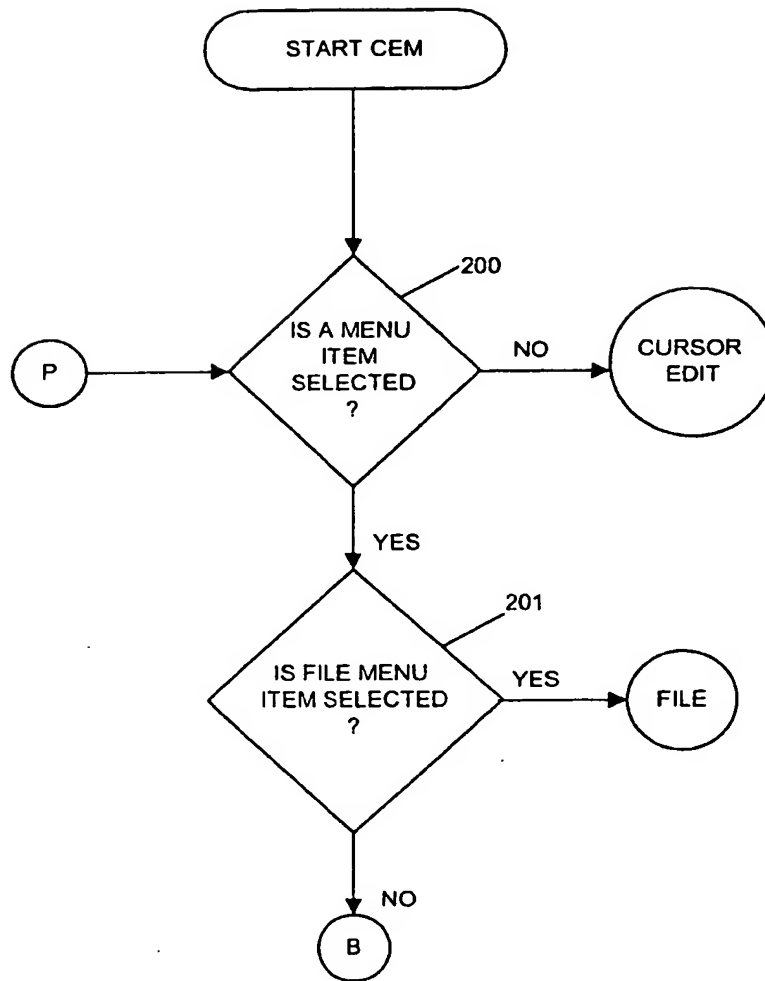 START CEM
200
IS A MENU
ITEM
SELECTED
?
P
NO
CURSOR
EDIT
YES
201
IS FILE MENU
ITEM SELECTED
?
YES
FILE
NO
B